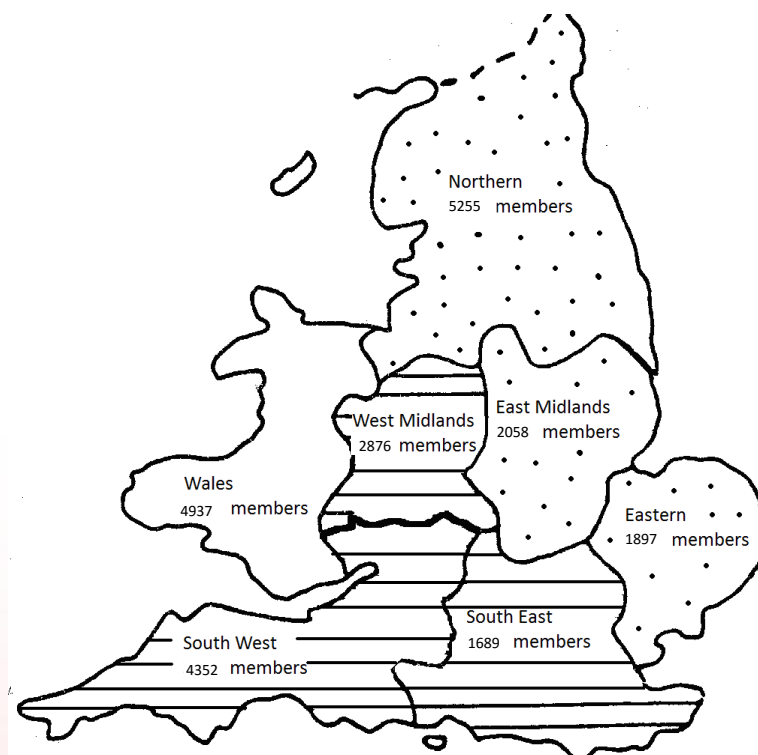 Northern
5255 members
West Midlands
2876 members
East Midlands
2058 members
Wales
4937 members
Eastern
1897 members
South East
1689 members
South West
4352 members